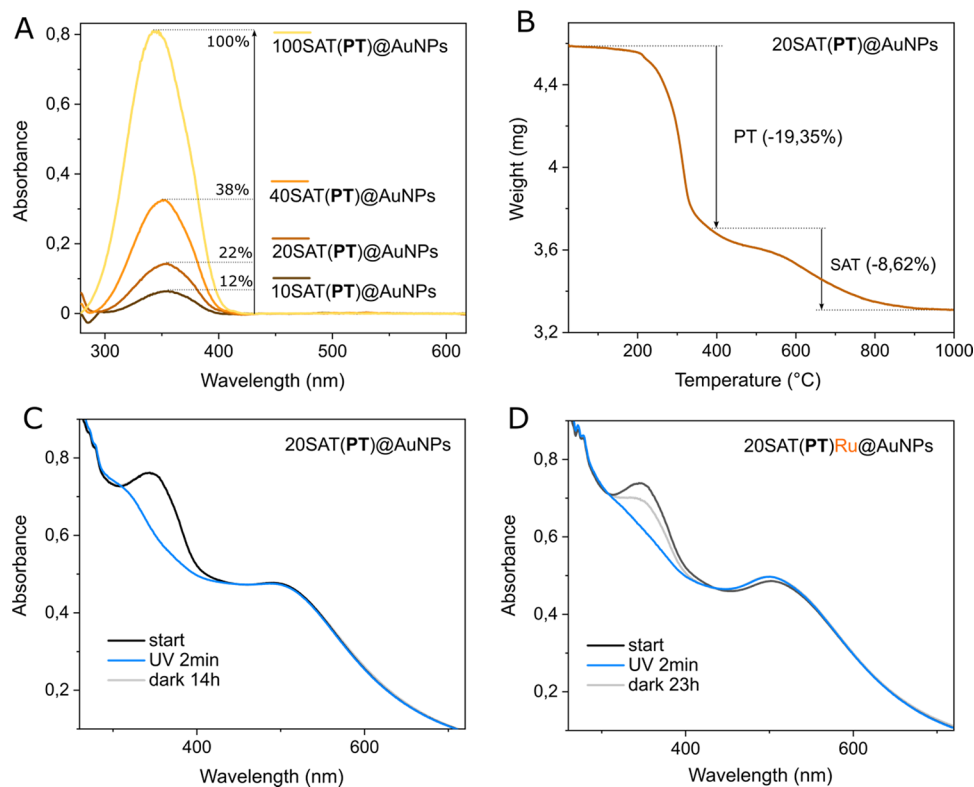 A
0,8
0,6
0,4
0,2
0
Absorbance
300
400
500
600
Wavelength (nm)
100%
38%
22%
12%
100SAT(PT)@AuNPs
40SAT(PT)@AuNPs
20SAT(PT)@AuNPs
10SAT(PT)@AuNPs
B
20SAT(PT)@AuNPs
4,4
4
3,6
3,2
Weight (mg)
PT (-19,35%)
SAT (-8,62%)
200
400
600
800
1000
Temperature (°C)
C
20SAT(PT)@AuNPs
0,8
0,6
0,4
0,2
Absorbance
start
UV 2min
dark 14h
400
600
Wavelength (nm)
D
20SAT(PT)Ru@AuNPs
0,8
0,6
0,4
0,2
Absorbance
start
UV 2min
dark 23h
400
600
Wavelength (nm)